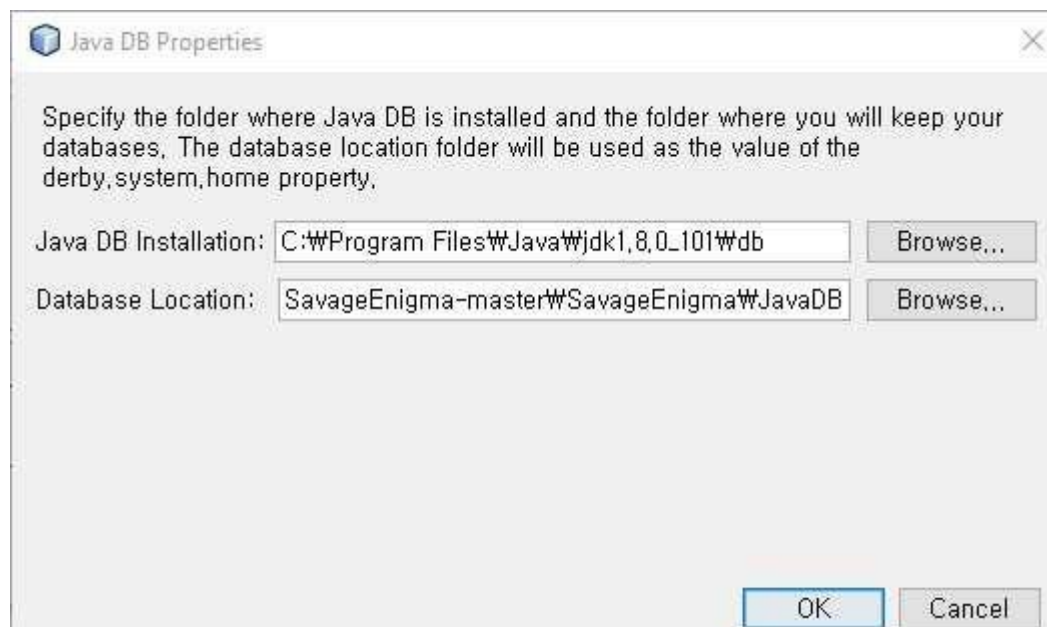 Java DB Properties
Specify the folder where Java DB is installed and the folder where you will keep your
databases, The database location folder will be used as the value of the
derby,system,home property,
Java DB Installation: C:₩Program Files₩Java₩jdk1,8,0_101₩db Browse,,,
Database Location: SavageEnigma-master₩SavageEnigma₩JavaDB Browse,,,
OK Cancel